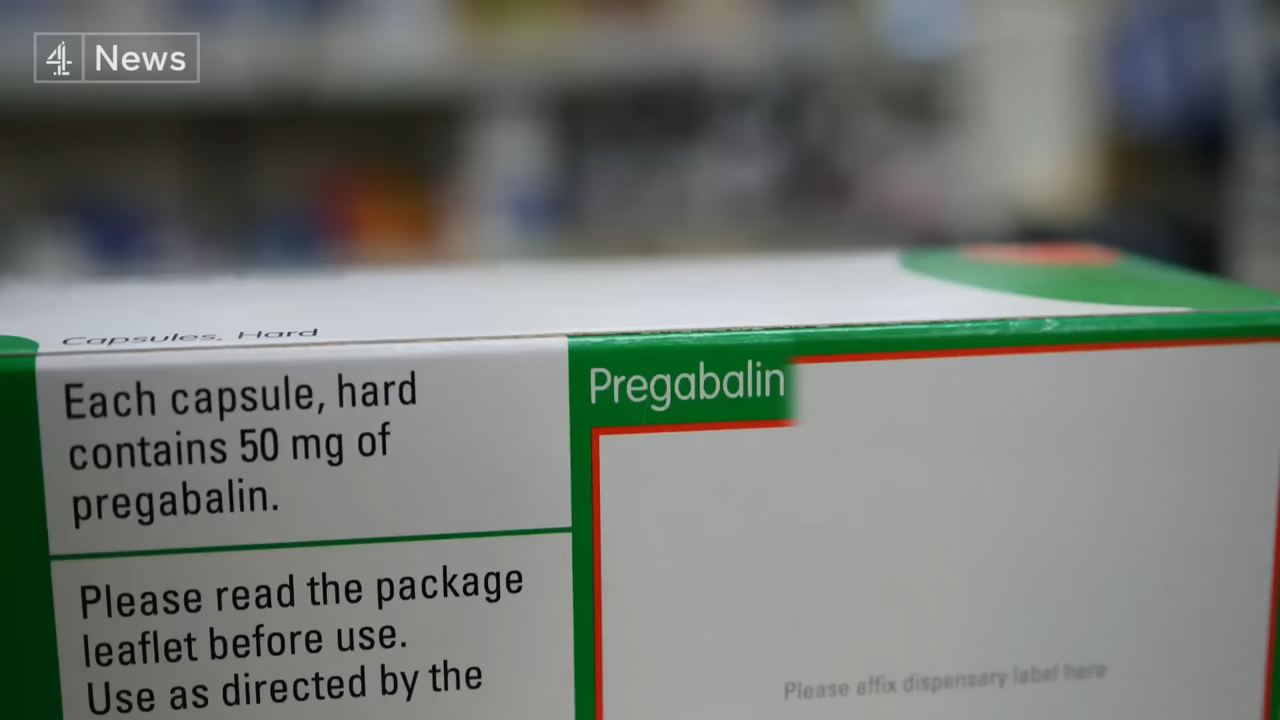 4 News
Capsules, Hard
Each capsule, hard
contains 50 mg of
pregabalin.
Please read the package
leaflet before use.
Use as directed by the
Pregabalin
Please affix dispensary label here